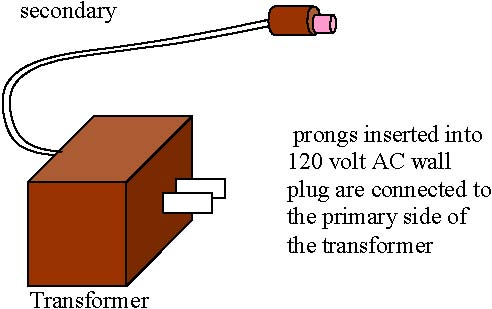 secondary
prongs inserted into
120 volt AC wall
plug are connected to
the primary side of
the transformer
Transformer